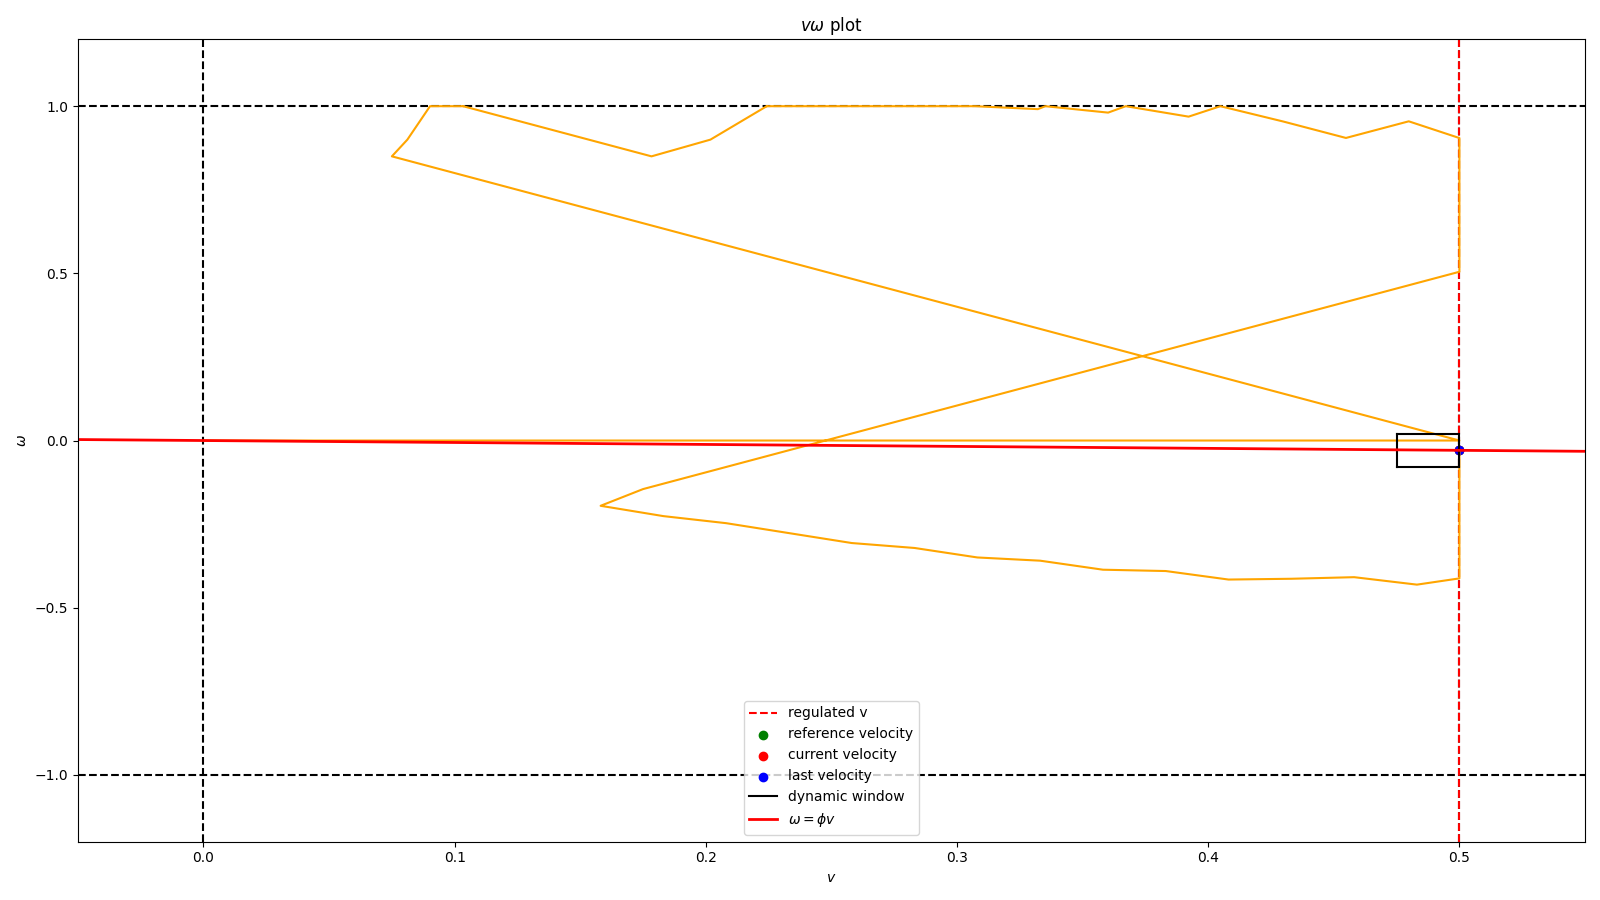 vω plot
1.0
0.5
0.0
−0.5
−1.0
ω
regulated v
reference velocity
current velocity
last velocity
dynamic window
ω = ϕv
0.0 0.1 0.2 0.3 0.4 0.5
v